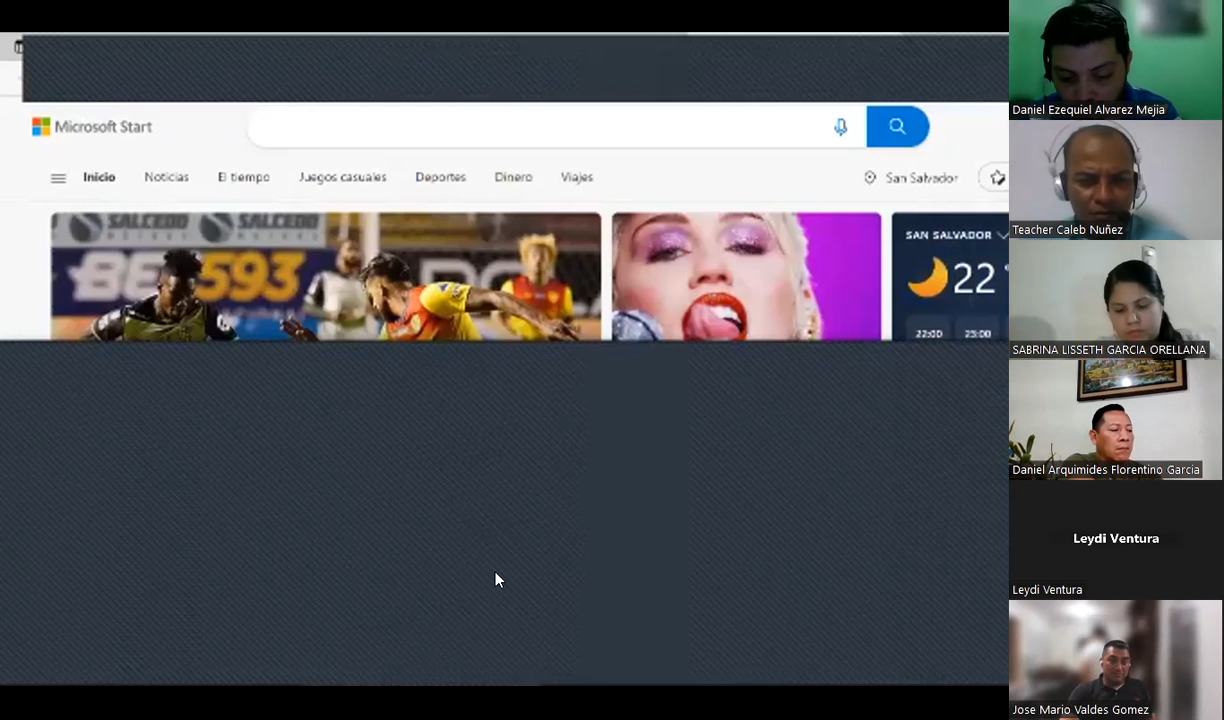 Microsoft Start
Inicio Noticias El tiempo Juegos casuales Deportes Dinero Viajes San Salvador
SALCEDO SALCEDO
593
SAN SALVADOR
22°
22:00 23:00
Daniel Ezequiel Alvarez Mejia
Teacher Caleb Nuñez
SABRINA LISSETH GARCIA ORELLANA
Daniel Arquimides Florentino Garcia
Leydi Ventura
Leydi Ventura
Jose Mario Valdes Gomez